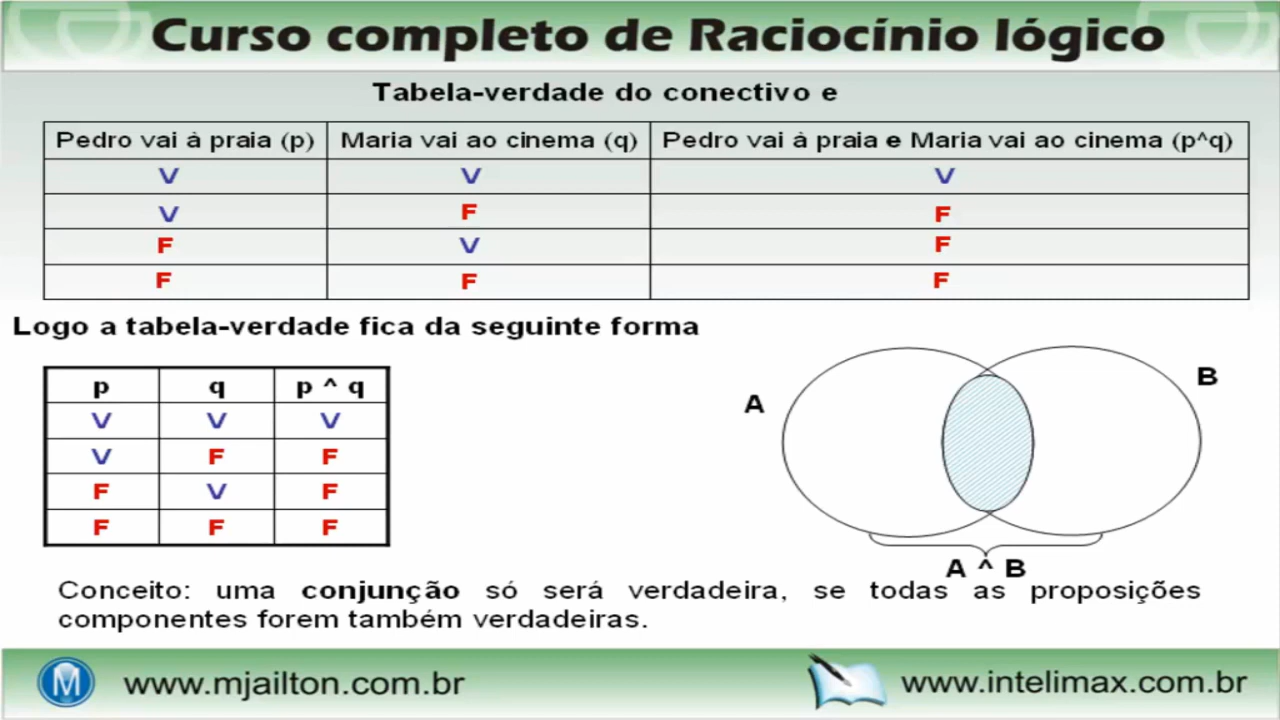 Curso completo de Raciocínio lógico
Tabela-verdade do conectivo e
Pedro vai à praia (p) Maria vai ao cinema (q) Pedro vai à praia e Maria vai ao cinema (p^q)
V V V
V F F
F V F
F F F
Logo a tabela-verdade fica da seguinte forma
p q p ^ q
V V V
V F F
F V F
F F F
A
B
A ^ B
Conceito: uma conjunção só será verdadeira, se todas as proposições
componentes forem também verdadeiras.
M www.mjailton.com.br
www.intelimax.com.br